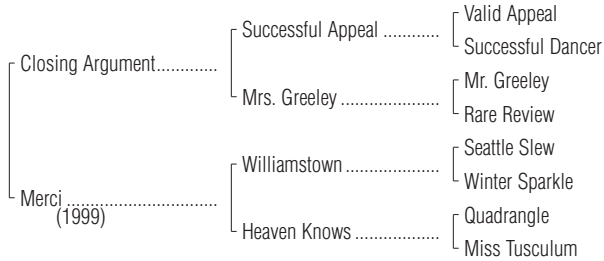 Valid Appeal
Successful Appeal ............
Successful Dancer
Closing Argument.............
Mr. Greeley
Mrs. Greeley ....................
Rare Review
Seattle Slew
Williamstown ...................
Winter Sparkle
Merci ................................
(1999)
Quadrangle
Heaven Knows .................
Miss Tusculum